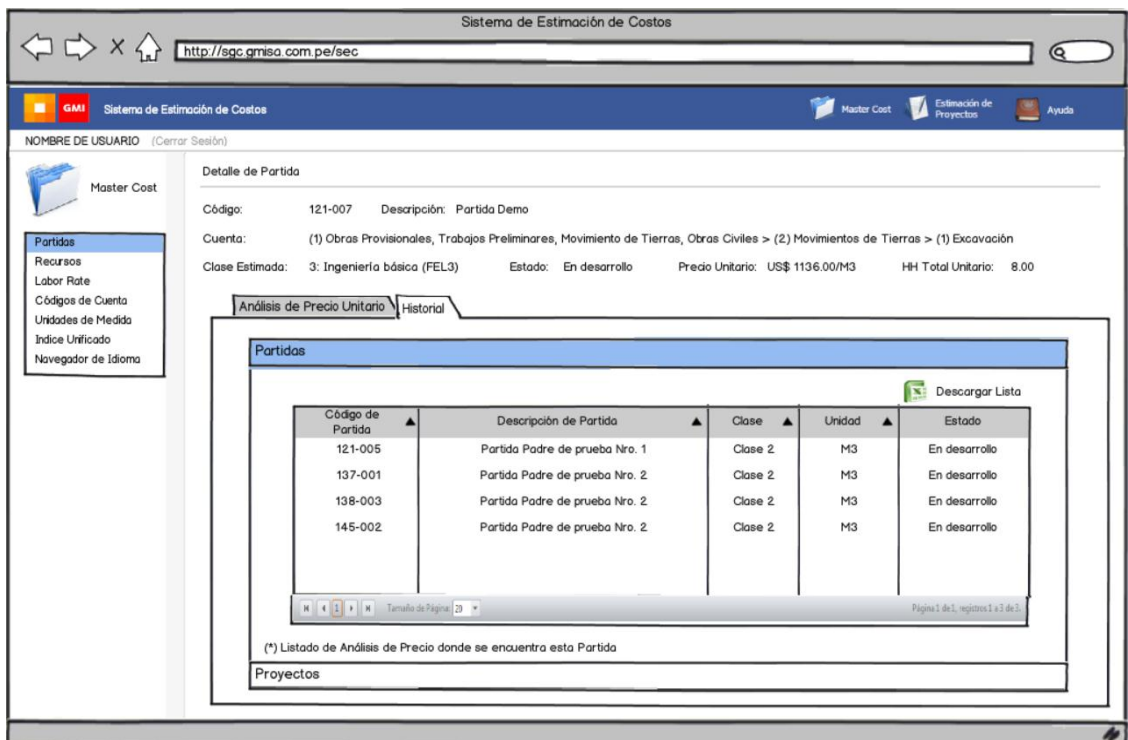 Sistema de Estimación de Costos
http://sgc.gmisa.com.pe/sec
GMI Sistema de Estimación de Costos Master Cost Estimación de Proyectos Ayuda
NOMBRE DE USUARIO (Cerrar Sesión)
Master Cost
Partidas
Recursos
Labor Rate
Códigos de Cuenta
Unidades de Medida
Indice Unificado
Navegador de Idioma
Detalle de Partida
Código: 121-007 Descripción: Partida Demo
Cuenta: (1) Obras Provisionales, Trabajos Preliminares, Movimiento de Tierras, Obras Civiles > (2) Movimientos de Tierras > (1) Excavación
Clase Estimada: 3: Ingeniería básica (FEL3) Estado: En desarrollo Precio Unitario: US$ 1136.00/M3 HH Total Unitario: 8.00
Análisis de Precio Unitario Historial
Partidas
Descargar Lista
Código de Partida Descripción de Partida Clase Unidad Estado
121-005 Partida Padre de prueba Nro. 1 Clase 2 M3 En desarrollo
137-001 Partida Padre de prueba Nro. 2 Clase 2 M3 En desarrollo
138-003 Partida Padre de prueba Nro. 2 Clase 2 M3 En desarrollo
145-002 Partida Padre de prueba Nro. 2 Clase 2 M3 En desarrollo
1 Tamaño de Página: 20 Página 1 de 1, registros 1 a 3 de 3.
(*) Listado de Análisis de Precio donde se encuentra esta Partida
Proyectos